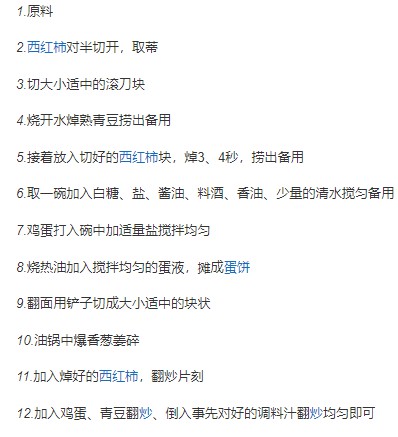 1.原料
2.西红柿对半切开，取蒂
3.切大小适中的滚刀块
4.烧开水焯熟青豆捞出备用
5.接着放入切好的西红柿块，焯3、4秒，捞出备用
6.取一碗加入白糖、盐、酱油、料酒、香油、少量的清水搅匀备用
7.鸡蛋打入碗中加适量盐搅拌均匀
8.烧热油加入搅拌均匀的蛋液，摊成蛋饼
9.翻面用铲子切成大小适中的块状
10.油锅中爆香葱姜碎
11.加入焯好的西红柿，翻炒片刻
12.加入鸡蛋、青豆翻炒、倒入事先对好的调料汁翻炒均匀即可